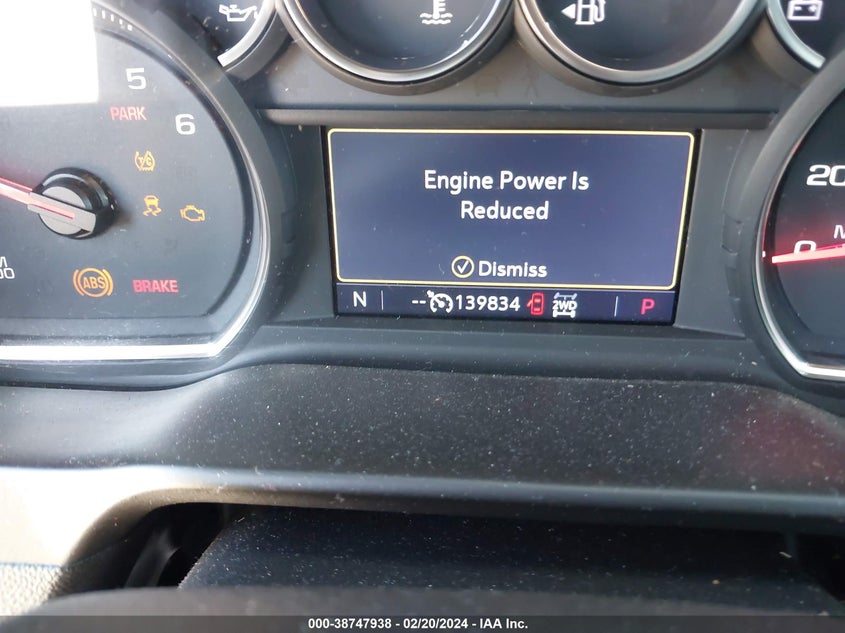 5
PARK
6
T/C
ABS
BRAKE
Engine Power Is
Reduced
Dismiss
N -- 139834 2WD P
20
0
000-38747938 / 02/20/2024 — IAA Inc.